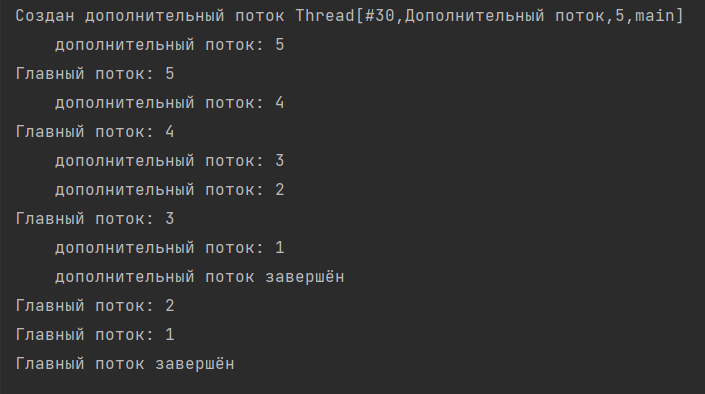 Создан дополнительный поток Thread[#30,Дополнительный поток,5,main]
дополнительный поток: 5
Главный поток: 5
дополнительный поток: 4
Главный поток: 4
дополнительный поток: 3
дополнительный поток: 2
Главный поток: 3
дополнительный поток: 1
дополнительный поток завершён
Главный поток: 2
Главный поток: 1
Главный поток завершён